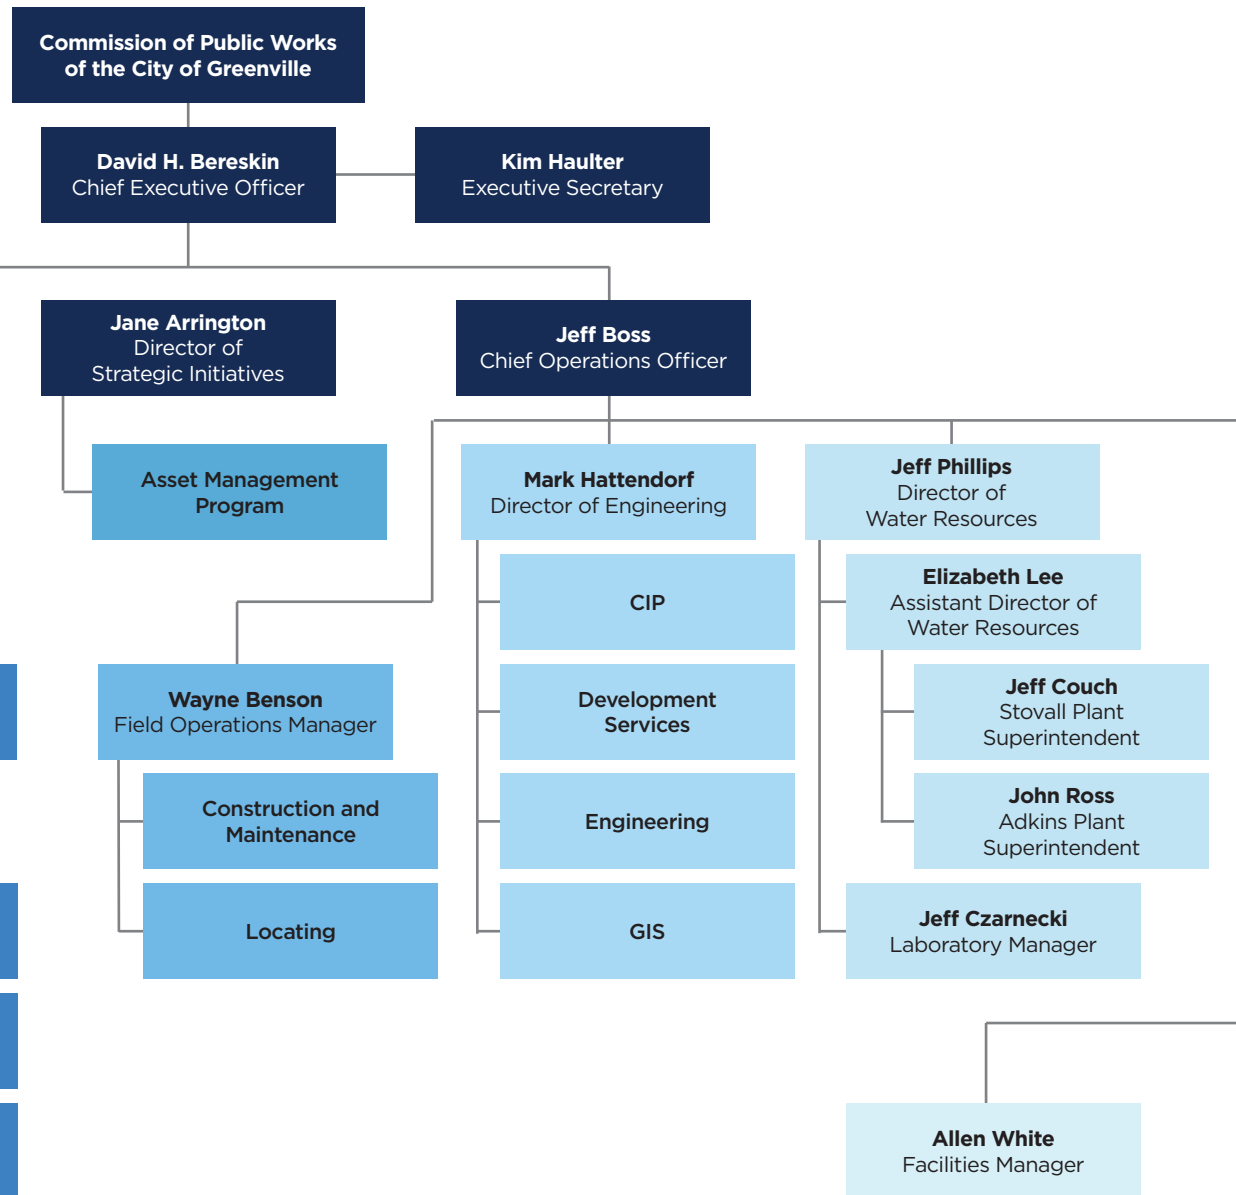 Commission of Public Works
of the City of Greenville
David H. Bereskin
Chief Executive Officer
Kim Haulter
Executive Secretary
Jane Arrington
Director of
Strategic Initiatives
Jeff Boss
Chief Operations Officer
Asset Management
Program
Mark Hattendorf
Director of Engineering
Jeff Phillips
Director of
Water Resources
CIP
Elizabeth Lee
Assistant Director of
Water Resources
Wayne Benson
Field Operations Manager
Development
Services
Jeff Couch
Stovall Plant
Superintendent
Construction and
Maintenance
Engineering
John Ross
Adkins Plant
Superintendent
Locating
GIS
Jeff Czarnecki
Laboratory Manager
Allen White
Facilities Manager